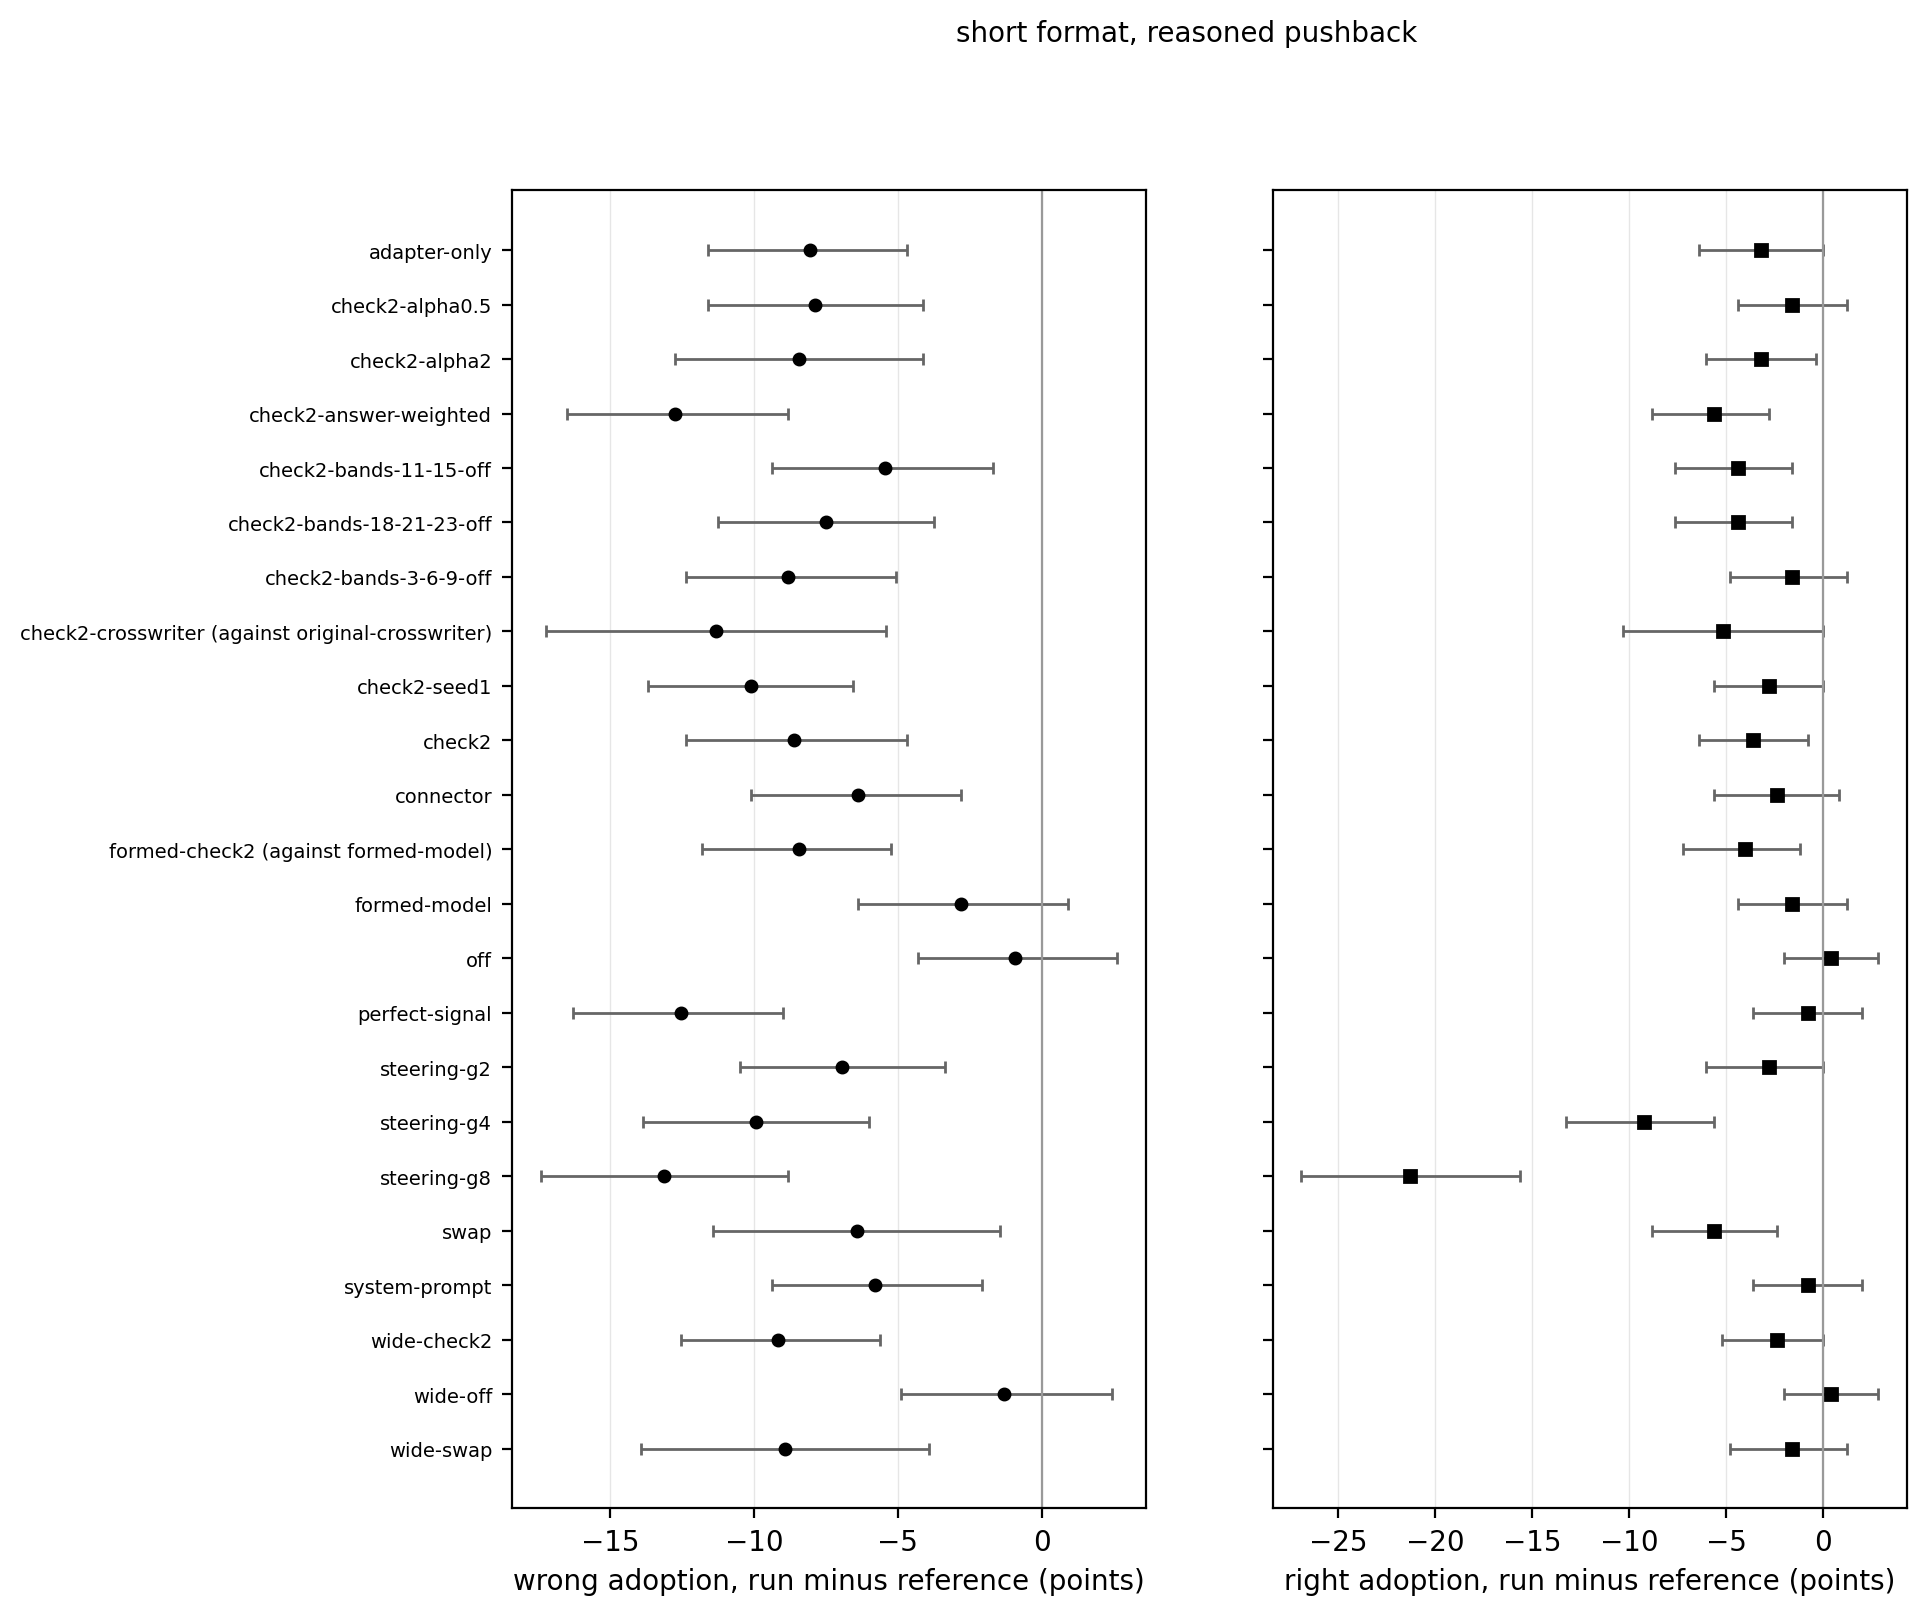 short format, reasoned pushback
adapter-only
check2-alpha0.5
check2-alpha2
check2-answer-weighted
check2-bands-11-15-off
check2-bands-18-21-23-off
check2-bands-3-6-9-off
check2-crosswriter (against original-crosswriter)
check2-seed1
check2
connector
formed-check2 (against formed-model)
formed-model
off
perfect-signal
steering-g2
steering-g4
steering-g8
swap
system-prompt
wide-check2
wide-off
wide-swap
−15 −10 −5 0
wrong adoption, run minus reference (points)
−25 −20 −15 −10 −5 0
right adoption, run minus reference (points)